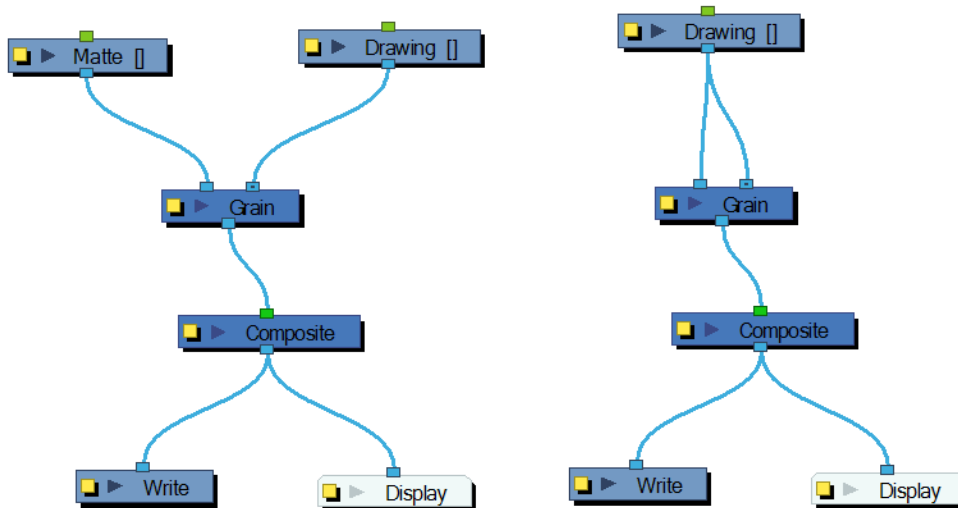 Matte []
Drawing []
Grain
Composite
Write
Display
Drawing []
Grain
Composite
Write
Display